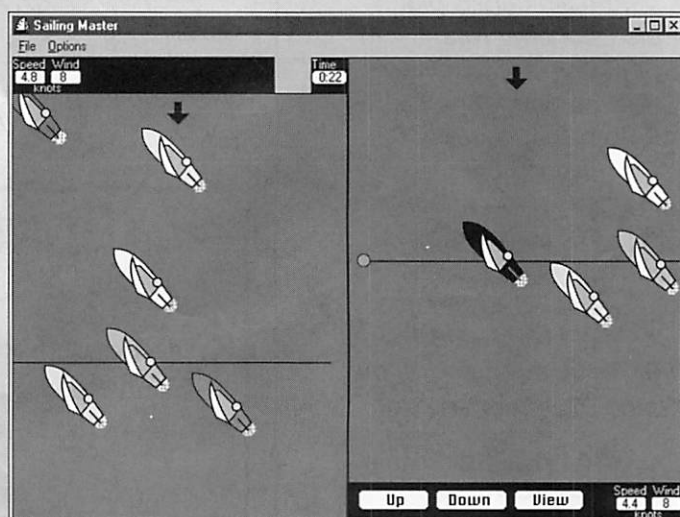 Sailing Master
File Options
Speed Wind
4.8 8
knots
Time
0:22
Up Down View
Speed Wind
4.4 8
knots